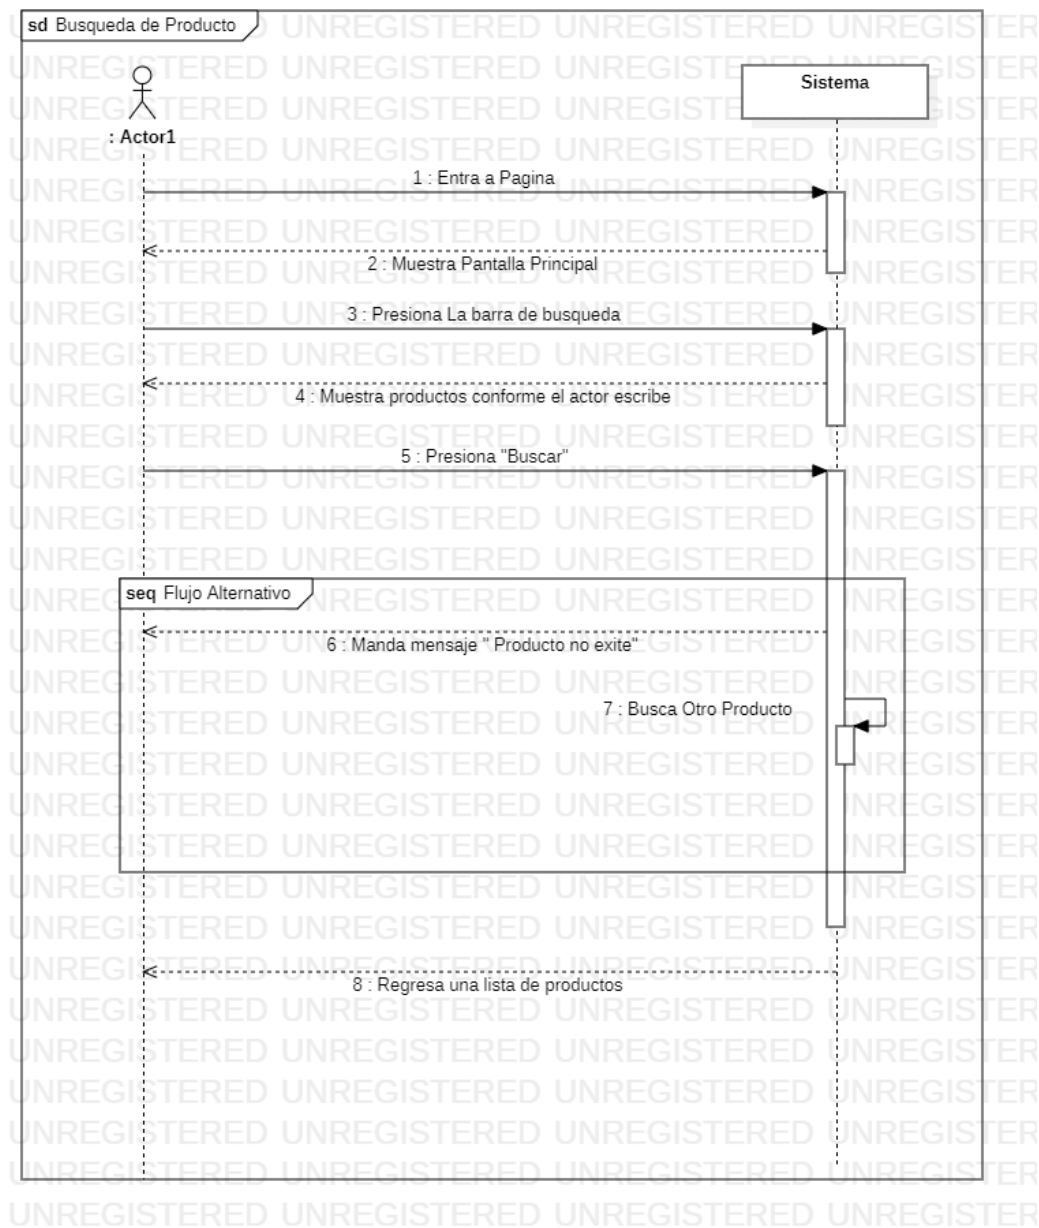 sd Busqueda de Producto
Sistema
: Actor1
1 : Entra a Pagina
2 : Muestra Pantalla Principal
3 : Presiona La barra de busqueda
4 : Muestra productos conforme el actor escribe
5 : Presiona "Buscar"
seq Flujo Alternativo
6 : Manda mensaje " Producto no exite"
7 : Busca Otro Producto
8 : Regresa una lista de productos
UNREGISTERED